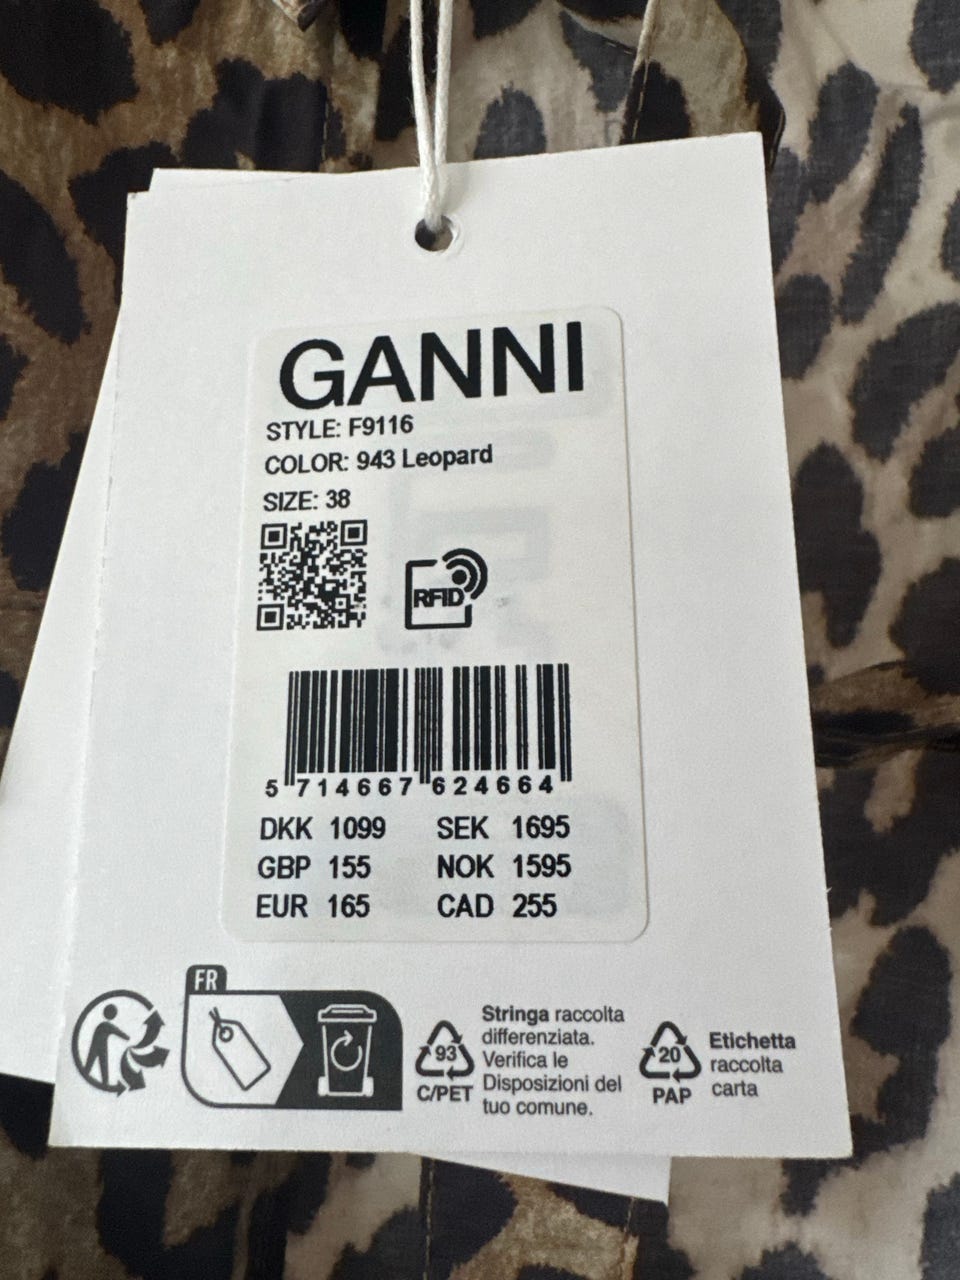 GANNI
STYLE: F9116
COLOR: 943 Leopard
SIZE: 38
RFID
5 714667 624664
DKK 1099 SEK 1695
GBP 155 NOK 1595
EUR 165 CAD 255
FR
93
C/PET
Stringa raccolta
differenziata.
Verifica le
Disposizioni del
tuo comune.
20
PAP
Etichetta
raccolta
carta